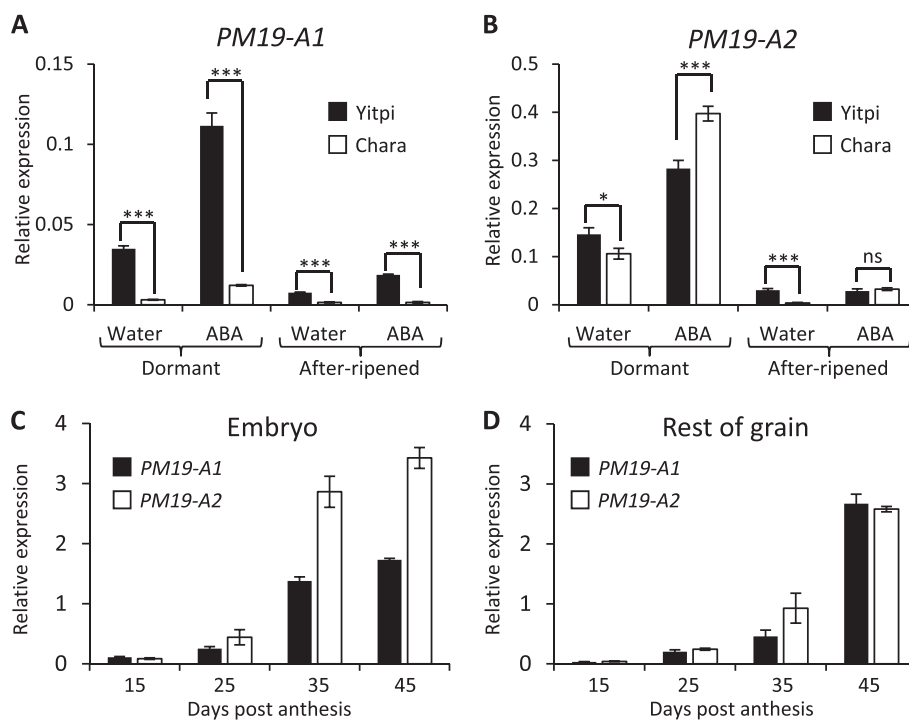 A
PM19-A1
Relative expression
0.15
0.1
0.05
0
***
***
***
***
Yitpi
Chara
Water
ABA
Water
ABA
Dormant
After-ripened
B
PM19-A2
Relative expression
0.5
0.4
0.3
0.2
0.1
0
*
***
***
ns
Yitpi
Chara
Water
ABA
Water
ABA
Dormant
After-ripened
C
Embryo
Relative expression
4
3
2
1
0
PM19-A1
PM19-A2
15
25
35
45
Days post anthesis
D
Rest of grain
Relative expression
4
3
2
1
0
PM19-A1
PM19-A2
15
25
35
45
Days post anthesis